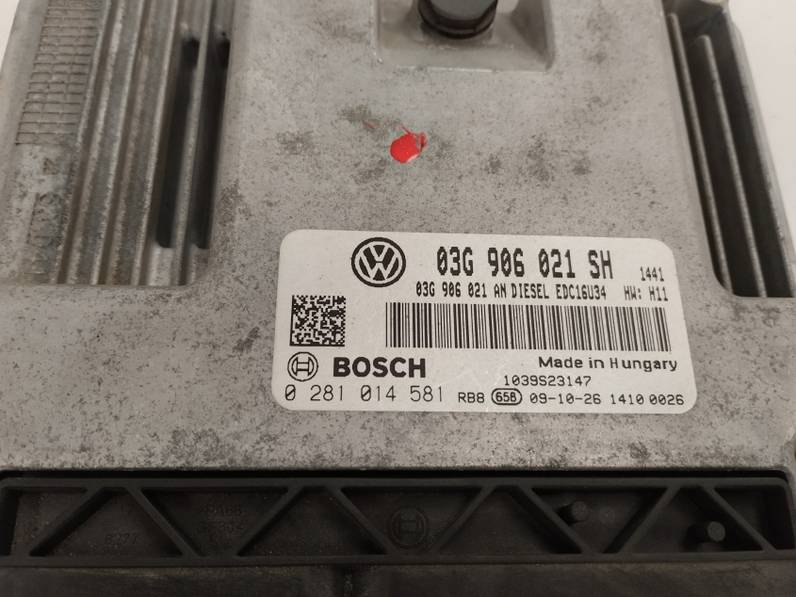 03G 906 021 SH 1441
03G 906 021 AN DIESEL EDC16U34 HW: H11
BOSCH Made in Hungary
1039S23147
0 281 014 581 RB8 658 09-10-26 1410 0026